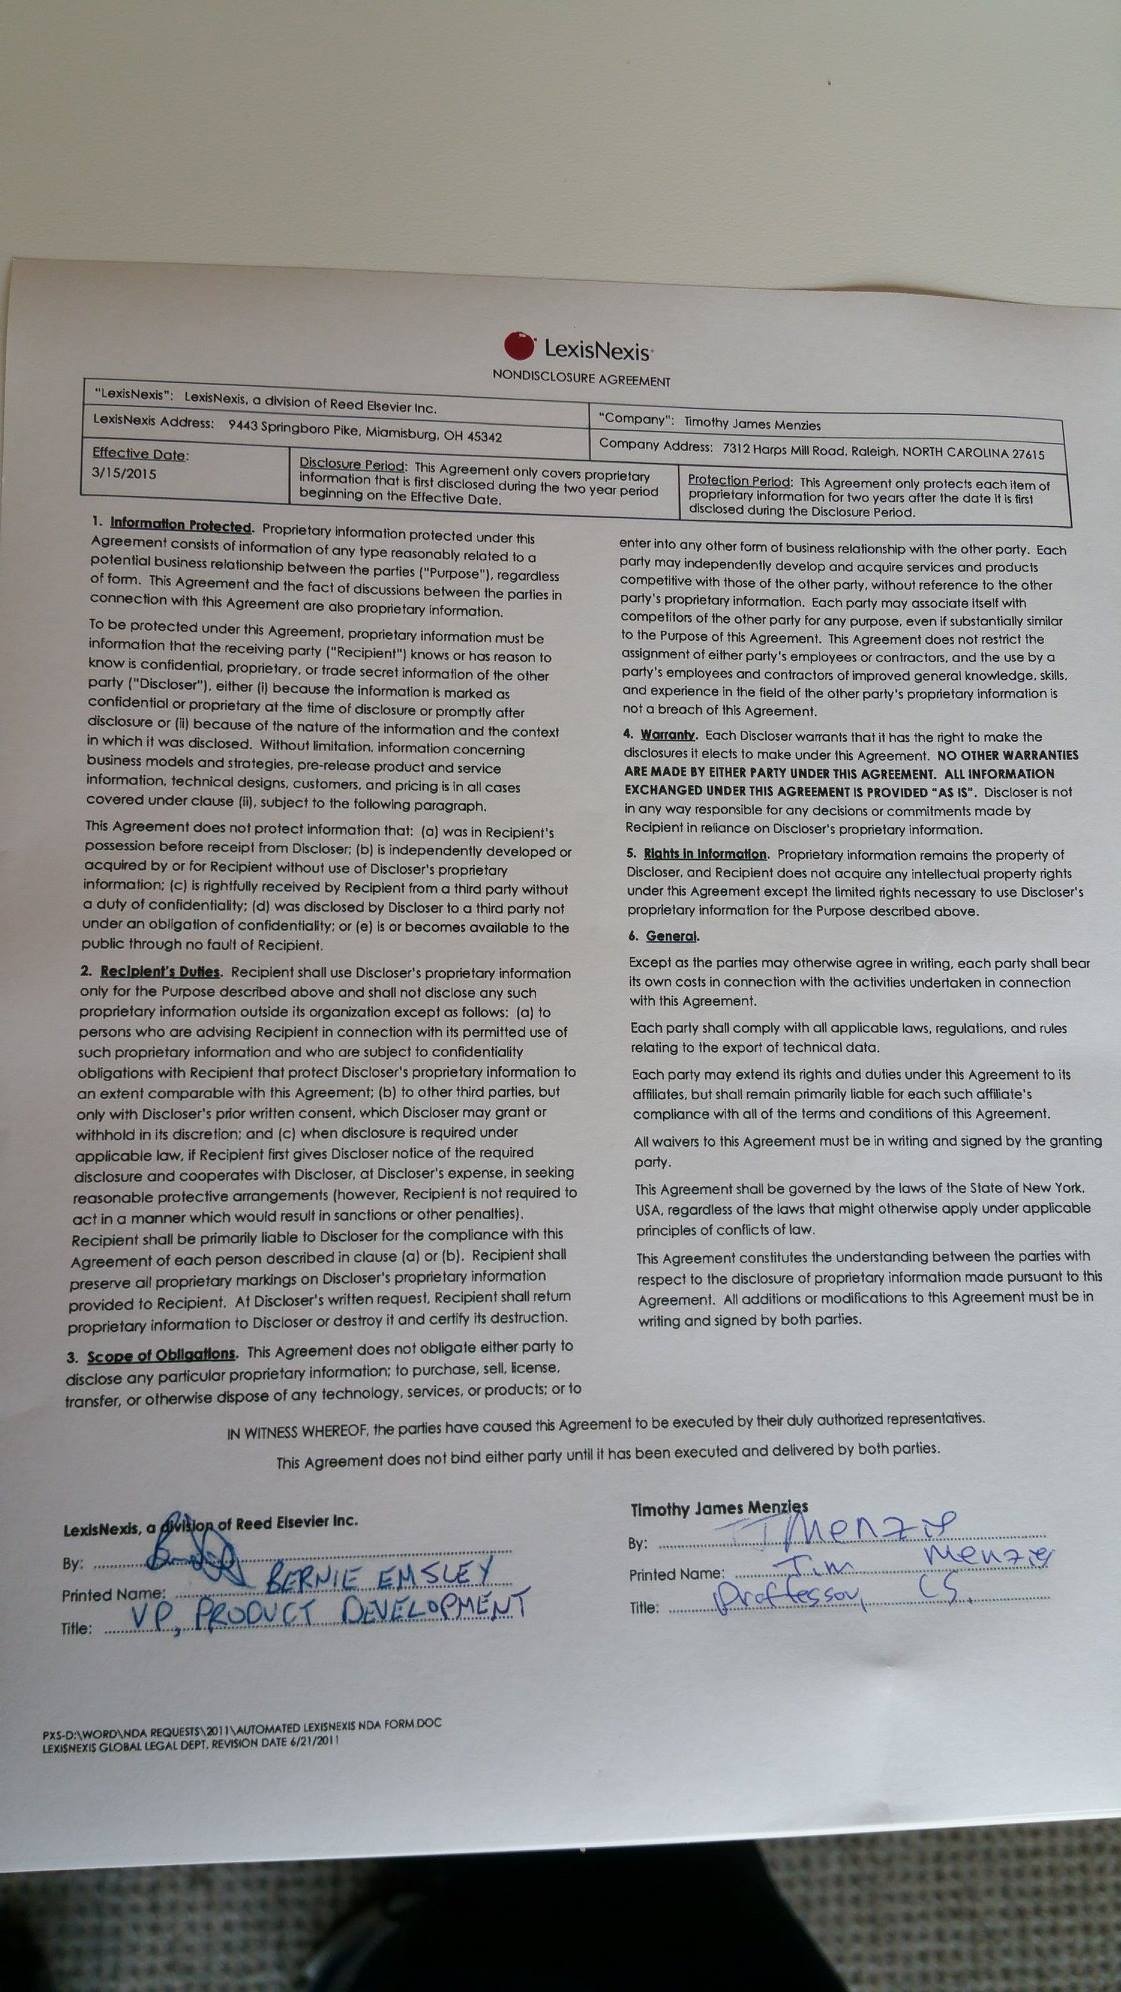 LexisNexis
NONDISCLOSURE AGREEMENT
"LexisNexis": LexisNexis, a division of Reed Elsevier Inc.
"Company": Timothy James Menzies
LexisNexis Address: 9443 Springboro Pike, Miamisburg, OH 45342
Company Address: 7312 Harps Mill Road, Raleigh, NORTH CAROLINA 27615
Effective Date:
3/15/2015
Disclosure Period: This Agreement only covers proprietary
information that is first disclosed during the two year period
beginning on the Effective Date.
Protection Period: This Agreement only protects each item of
proprietary information for two years after the date it is first
disclosed during the Disclosure Period.
1. Information Protected. Proprietary information protected under this
Agreement consists of information of any type reasonably related to a
potential business relationship between the parties ("Purpose"), regardless
of form. This Agreement and the fact of discussions between the parties in
connection with this Agreement are also proprietary information.
To be protected under this Agreement, proprietary information must be
information that the receiving party ("Recipient") knows or has reason to
know is confidential, proprietary, or trade secret information of the other
party ("Discloser"), either (i) because the information is marked as
confidential or proprietary at the time of disclosure or promptly after
disclosure or (ii) because of the nature of the information and the context
in which it was disclosed. Without limitation, information concerning
business models and strategies, pre-release product and service
information, technical designs, customers, and pricing is in all cases
covered under clause (ii), subject to the following paragraph.
This Agreement does not protect information that: (a) was in Recipient's
possession before receipt from Discloser; (b) is independently developed or
acquired by or for Recipient without use of Discloser's proprietary
information; (c) is rightfully received by Recipient from a third party without
a duty of confidentiality; (d) was disclosed by Discloser to a third party not
under an obligation of confidentiality; or (e) is or becomes available to the
public through no fault of Recipient.
2. Recipient's Duties. Recipient shall use Discloser's proprietary information
only for the Purpose described above and shall not disclose any such
proprietary information outside its organization except as follows: (a) to
persons who are advising Recipient in connection with its permitted use of
such proprietary information and who are subject to confidentiality
obligations with Recipient that protect Discloser's proprietary information to
an extent comparable with this Agreement; (b) to other third parties, but
only with Discloser's prior written consent, which Discloser may grant or
withhold in its discretion; and (c) when disclosure is required under
applicable law, if Recipient first gives Discloser notice of the required
disclosure and cooperates with Discloser, at Discloser's expense, in seeking
reasonable protective arrangements (however, Recipient is not required to
act in a manner which would result in sanctions or other penalties).
Recipient shall be primarily liable to Discloser for the compliance with this
Agreement of each person described in clause (a) or (b). Recipient shall
preserve all proprietary markings on Discloser's proprietary information
provided to Recipient. At Discloser's written request, Recipient shall return
proprietary information to Discloser or destroy it and certify its destruction.
3. Scope of Obligations. This Agreement does not obligate either party to
disclose any particular proprietary information; to purchase, sell, license,
transfer, or otherwise dispose of any technology, services, or products; or to
enter into any other form of business relationship with the other party. Each
party may independently develop and acquire services and products
competitive with those of the other party, without reference to the other
party's proprietary information. Each party may associate itself with
competitors of the other party for any purpose, even if substantially similar
to the Purpose of this Agreement. This Agreement does not restrict the
assignment of either party's employees or contractors, and the use by a
party's employees and contractors of improved general knowledge, skills,
and experience in the field of the other party's proprietary information is
not a breach of this Agreement.
4. Warranty. Each Discloser warrants that it has the right to make the
disclosures it elects to make under this Agreement. NO OTHER WARRANTIES
ARE MADE BY EITHER PARTY UNDER THIS AGREEMENT. ALL INFORMATION
EXCHANGED UNDER THIS AGREEMENT IS PROVIDED "AS IS". Discloser is not
in any way responsible for any decisions or commitments made by
Recipient in reliance on Discloser's proprietary information.
5. Rights in Information. Proprietary information remains the property of
Discloser, and Recipient does not acquire any intellectual property rights
under this Agreement except the limited rights necessary to use Discloser's
proprietary information for the Purpose described above.
6. General.
Except as the parties may otherwise agree in writing, each party shall bear
its own costs in connection with the activities undertaken in connection
with this Agreement.
Each party shall comply with all applicable laws, regulations, and rules
relating to the export of technical data.
Each party may extend its rights and duties under this Agreement to its
affiliates, but shall remain primarily liable for each such affiliate's
compliance with all of the terms and conditions of this Agreement.
All waivers to this Agreement must be in writing and signed by the granting
party.
This Agreement shall be governed by the laws of the State of New York,
USA, regardless of the laws that might otherwise apply under applicable
principles of conflicts of law.
This Agreement constitutes the understanding between the parties with
respect to the disclosure of proprietary information made pursuant to this
Agreement. All additions or modifications to this Agreement must be in
writing and signed by both parties.
IN WITNESS WHEREOF, the parties have caused this Agreement to be executed by their duly authorized representatives.
This Agreement does not bind either party until it has been executed and delivered by both parties.
LexisNexis, a division of Reed Elsevier Inc.
By:
Printed Name: BERNIE EMSLEY
Title: VP, PRODUCT DEVELOPMENT
Timothy James Menzies
By: TJMenzie
Printed Name: Tim Menzies
Title: Proffessor, CS.
PXS-D:\WORD\NDA REQUESTS\2011\AUTOMATED LEXISNEXIS NDA FORM.DOC
LEXISNEXIS GLOBAL LEGAL DEPT. REVISION DATE 6/21/2011